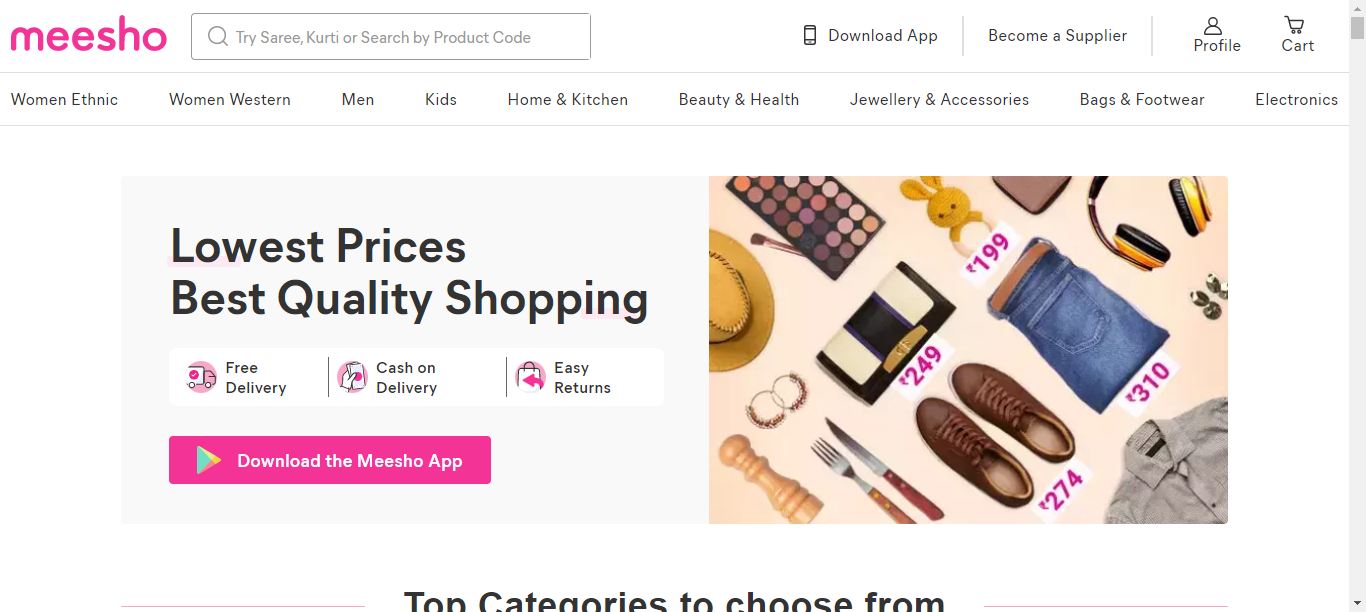 meesho
Try Saree, Kurti or Search by Product Code
Download App
Become a Supplier
Profile
Cart
Women Ethnic
Women Western
Men
Kids
Home & Kitchen
Beauty & Health
Jewellery & Accessories
Bags & Footwear
Electronics
Lowest Prices
Best Quality Shopping
Free
Delivery
Cash on
Delivery
Easy
Returns
Download the Meesho App
₹199
₹249
₹310
₹274
Top Categories to choose from